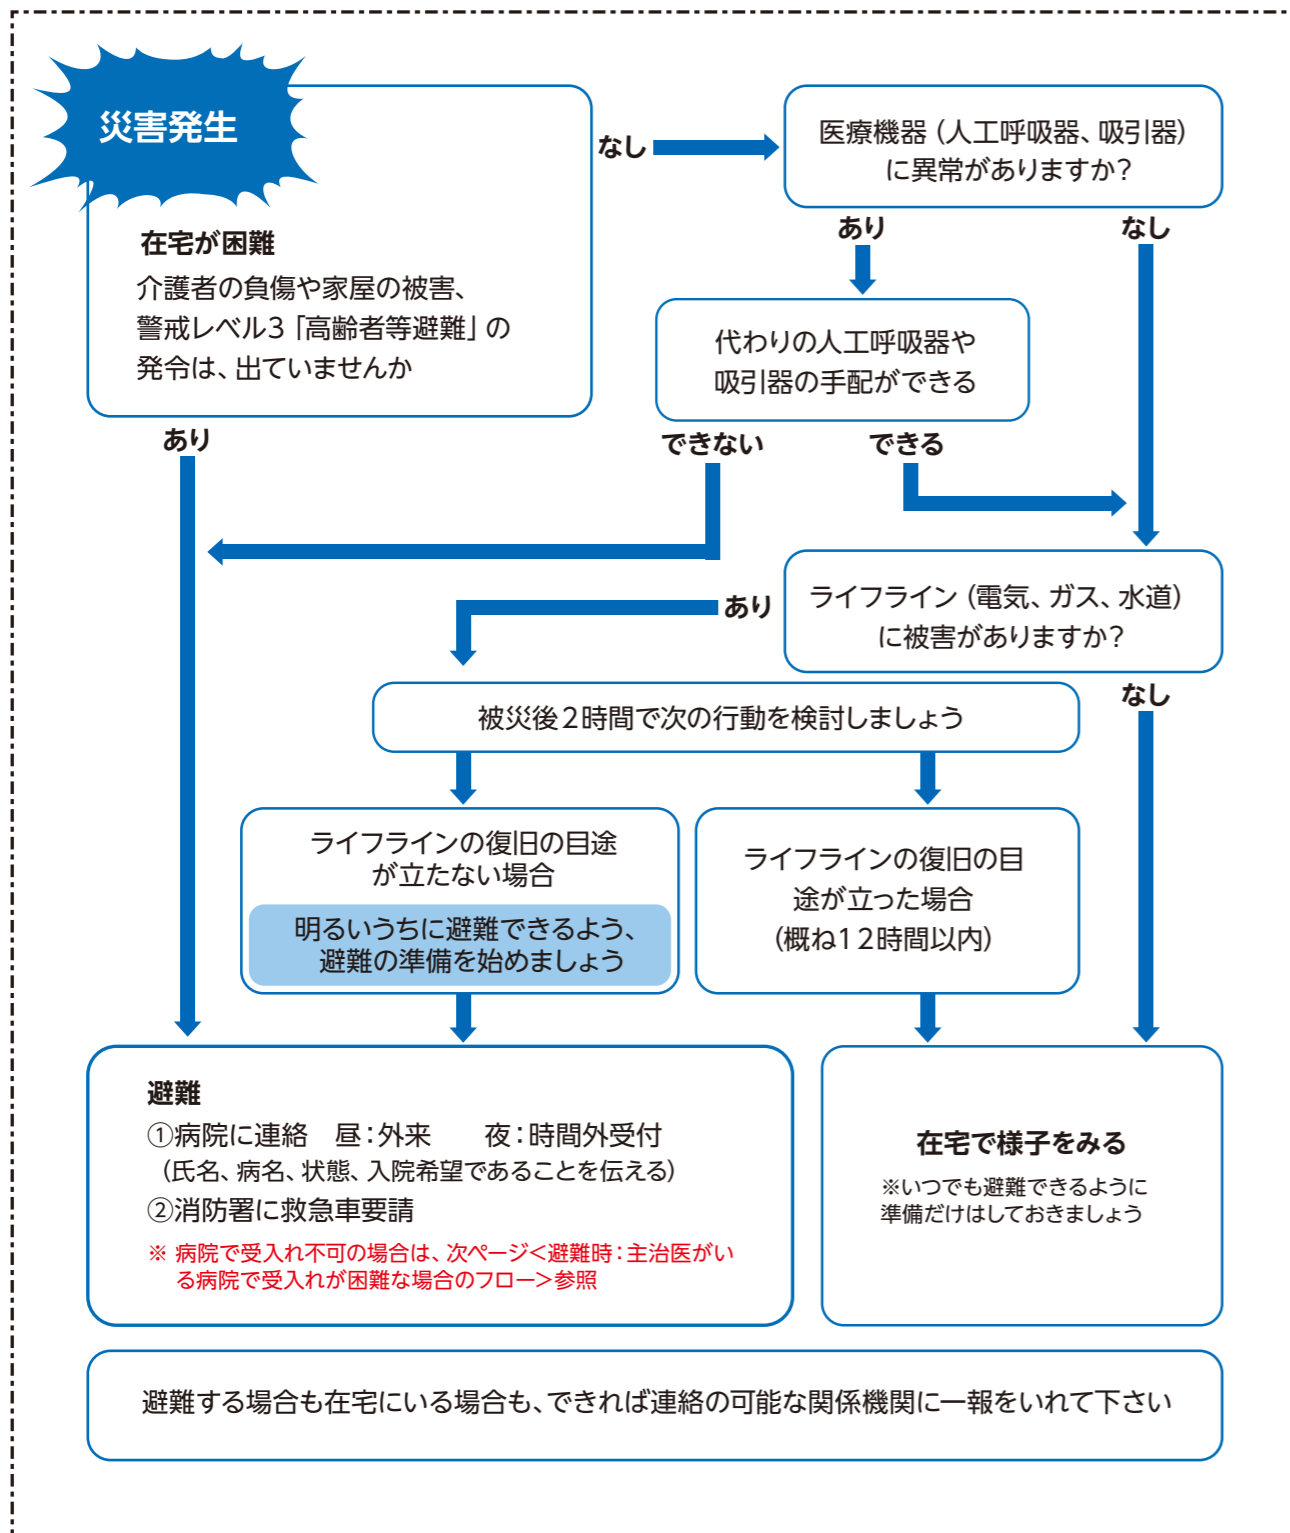 災害発生
在宅が困難
介護者の負傷や家屋の被害、
警戒レベル3「高齢者等避難」の
発令は、出ていませんか
なし
医療機器(人工呼吸器、吸引器)
に異常がありますか?
あり
なし
代わりの人工呼吸器や
吸引器の手配ができる
あり
できない
できる
ライフライン(電気、ガス、水道)
に被害がありますか?
あり
なし
被災後2時間で次の行動を検討しましょう
ライフラインの復旧の目途
が立たない場合
明るいうちに避難できるよう、
避難の準備を始めましょう
ライフラインの復旧の目
途が立った場合
(概ね12時間以内)
避難
①病院に連絡 昼:外来 夜:時間外受付
(氏名、病名、状態、入院希望であることを伝える)
②消防署に救急車要請
※ 病院で受入れ不可の場合は、次ページ<避難時:主治医がい
る病院で受入れが困難な場合のフロー>参照
在宅で様子をみる
※いつでも避難できるように
準備だけはしておきましょう
避難する場合も在宅にいる場合も、できれば連絡の可能な関係機関に一報をいれて下さい